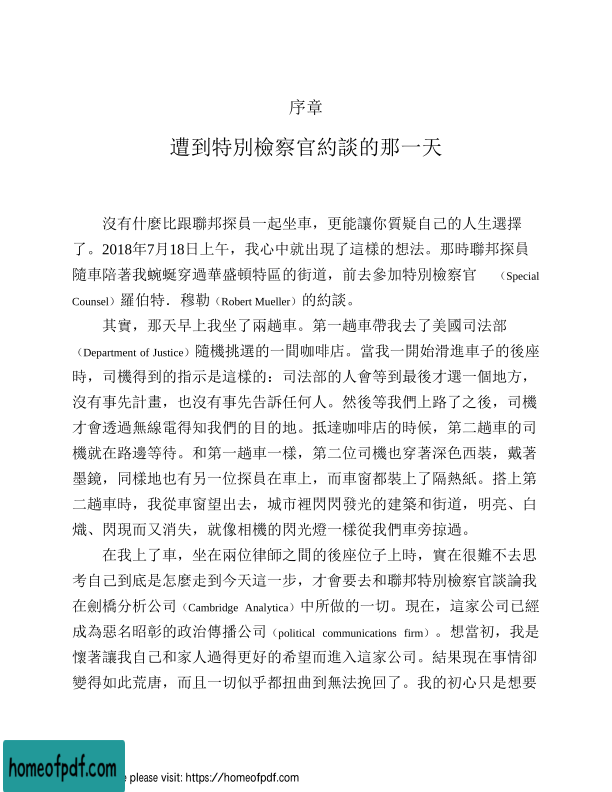 序章
遭到特別檢察官約談的那一天
沒有什麼比跟聯邦探員一起坐車，更能讓你質疑自己的人生選擇
了。2018年7月18日上午，我心中就出現了這樣的想法。那時聯邦探員
隨車陪著我蜿蜒穿過華盛頓特區的街道，前去參加特別檢察官（Special
Counsel）羅伯特．穆勒（Robert Mueller）的約談。
其實，那天早上我坐了兩趟車。第一趟車帶我去了美國司法部
（Department of Justice）隨機挑選的一間咖啡店。當我一開始滑進車子的後座
時，司機得到的指示是這樣的：司法部的人會等到最後才選一個地方，
沒有事先計畫，也沒有事先告訴任何人。然後等我們上路了之後，司機
才會透過無線電得知我們的目的地。抵達咖啡店的時候，第二趟車的司
機就在路邊等待。和第一趟車一樣，第二位司機也穿著深色西裝，戴著
墨鏡，同樣地也有另一位探員在車上，而車窗都裝上了隔熱紙。搭上第
二趟車時，我從車窗望出去，城市裡閃閃發光的建築和街道，明亮、白
熾、閃現而又消失，就像相機的閃光燈一樣從我們車旁掠過。
在我上了車，坐在兩位律師之間的後座位子上時，實在很難不去思
考自己到底是怎麼走到今天這一步，才會要去和聯邦特別檢察官談論我
在劍橋分析公司（Cambridge Analytica）中所做的一切。現在，這家公司已經
成為惡名昭彰的政治傳播公司（political communications firm）。想當初，我是
懷著讓我自己和家人過得更好的希望而進入這家公司。結果現在事情卻
變得如此荒唐，而且一切似乎都扭曲到無法挽回了。我的初心只是想要
homeofpdf.com
please visit: https://homeofpdf.com